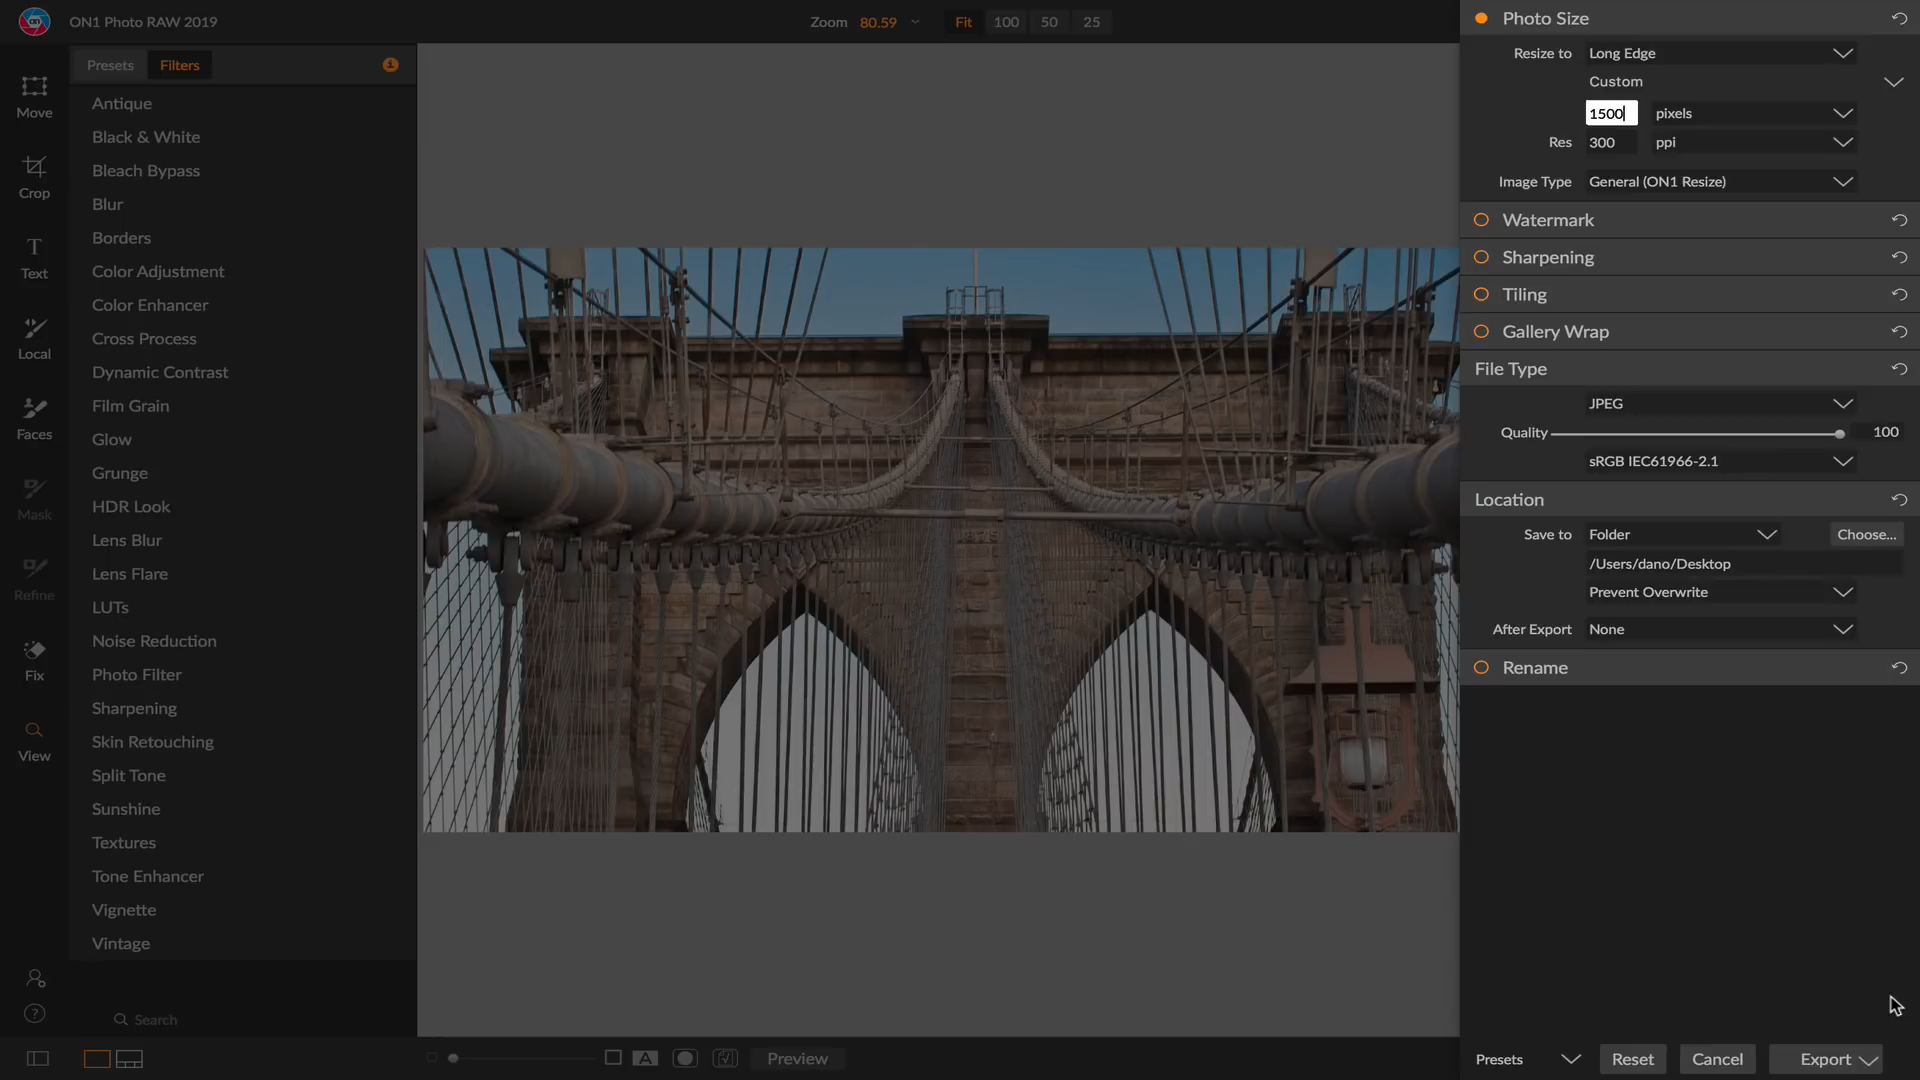 ON1 Photo RAW 2019
Zoom 80.59 Fit 100 50 25
Move
Crop
T
Text
Local
Faces
Mask
Refine
Fix
View
Presets Filters
Antique
Black & White
Bleach Bypass
Blur
Borders
Color Adjustment
Color Enhancer
Cross Process
Dynamic Contrast
Film Grain
Glow
Grunge
HDR Look
Lens Blur
Lens Flare
LUTs
Noise Reduction
Photo Filter
Sharpening
Skin Retouching
Split Tone
Sunshine
Textures
Tone Enhancer
Vignette
Vintage
?
Search
A
Preview
Photo Size
Resize to Long Edge
Custom
1500 pixels
Res 300 ppi
Image Type General (ON1 Resize)
Watermark
Sharpening
Tiling
Gallery Wrap
File Type
JPEG
Quality 100
sRGB IEC61966-2.1
Location
Save to Folder Choose...
/Users/dano/Desktop
Prevent Overwrite
After Export None
Rename
Presets Reset Cancel Export